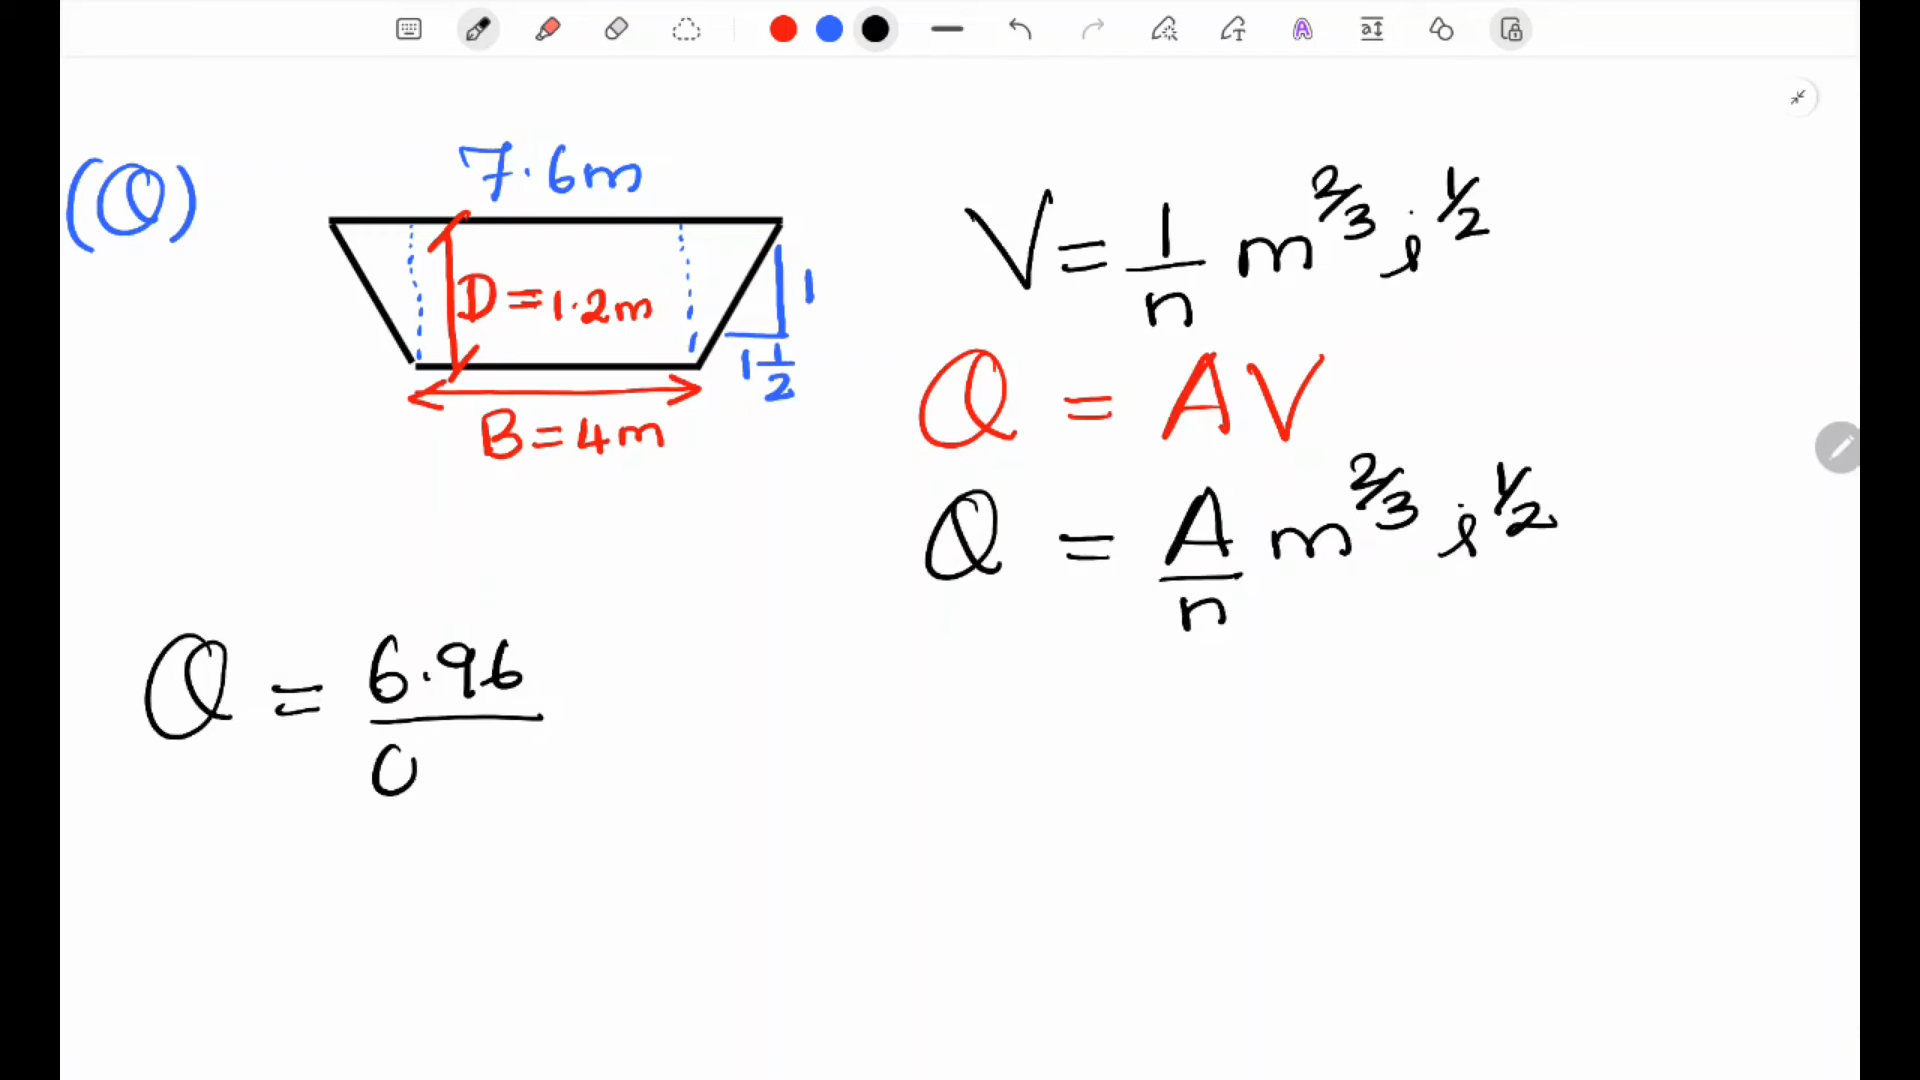 (Q)
7.6m
D=1.2m
1
1 1/2
B=4m
V= 1/n m^2/3 i^1/2
Q = AV
Q = A/n m^2/3 i^1/2
Q = 6.96/0